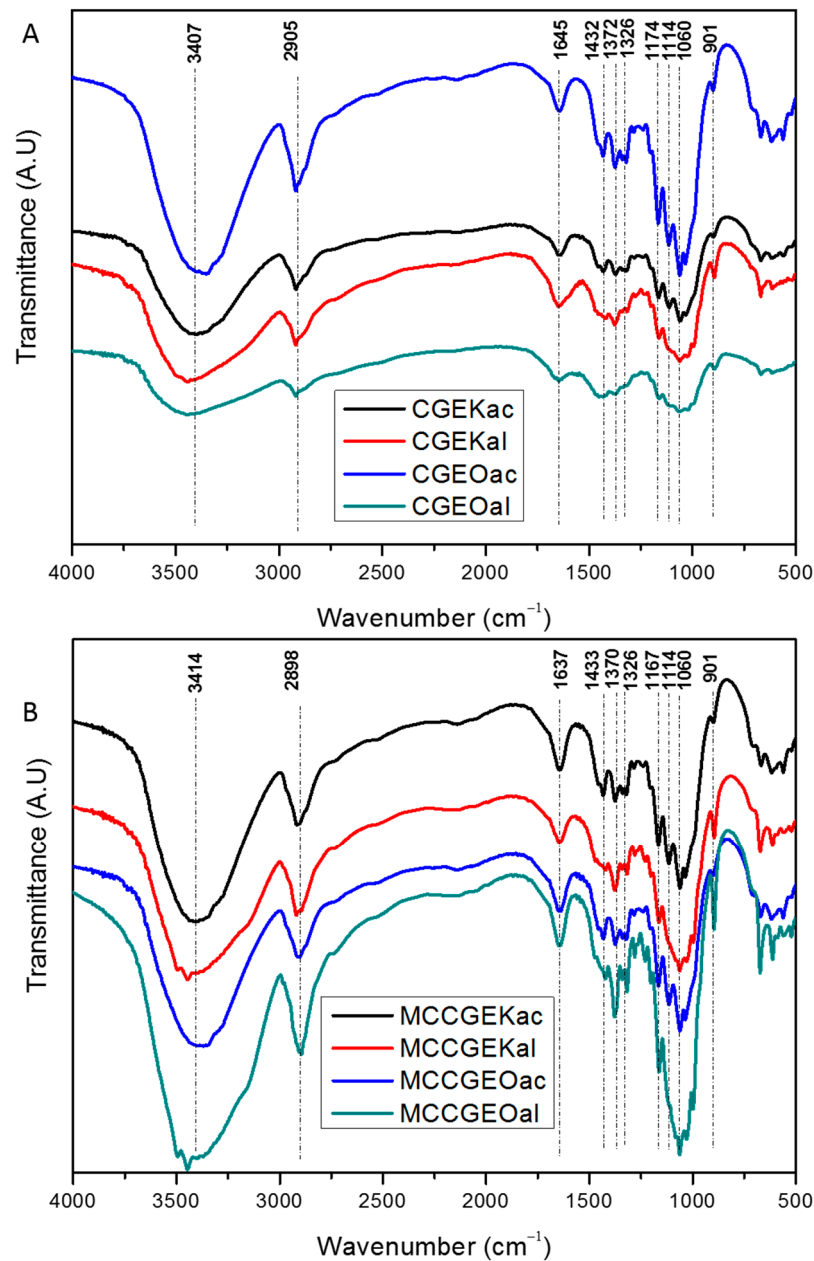 A
3407
2905
1645
1432
1372
1326
1174
1114
1060
901
Transmittance (A.U)
CGEKac
CGEKal
CGEOac
CGEOal
4000 3500 3000 2500 2000 1500 1000 500
Wavenumber (cm⁻¹)
B
3414
2898
1637
1433
1370
1326
1167
1114
1060
901
Transmittance (A.U)
MCCGEKac
MCCGEKal
MCCGEOac
MCCGEOal
4000 3500 3000 2500 2000 1500 1000 500
Wavenumber (cm⁻¹)